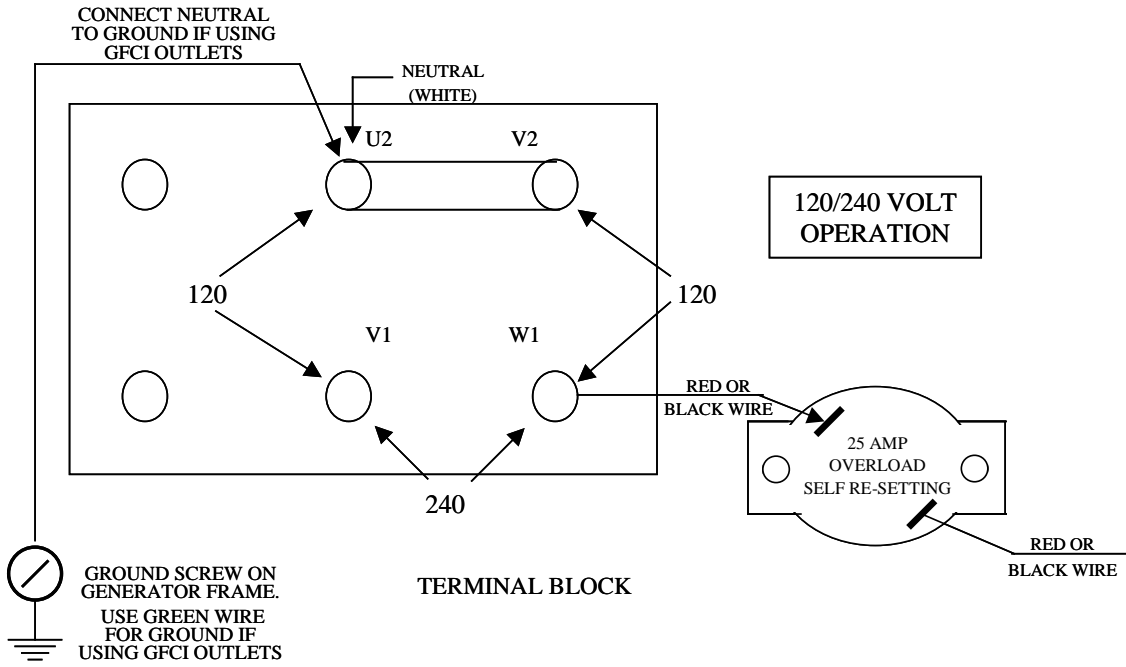 CONNECT NEUTRAL
TO GROUND IF USING
GFCI OUTLETS
NEUTRAL
(WHITE)
U2
V2
120/240 VOLT
OPERATION
120
120
V1
W1
RED OR
BLACK WIRE
25 AMP
OVERLOAD
SELF RE-SETTING
240
RED OR
BLACK WIRE
GROUND SCREW ON
GENERATOR FRAME.
USE GREEN WIRE
FOR GROUND IF
USING GFCI OUTLETS
TERMINAL BLOCK